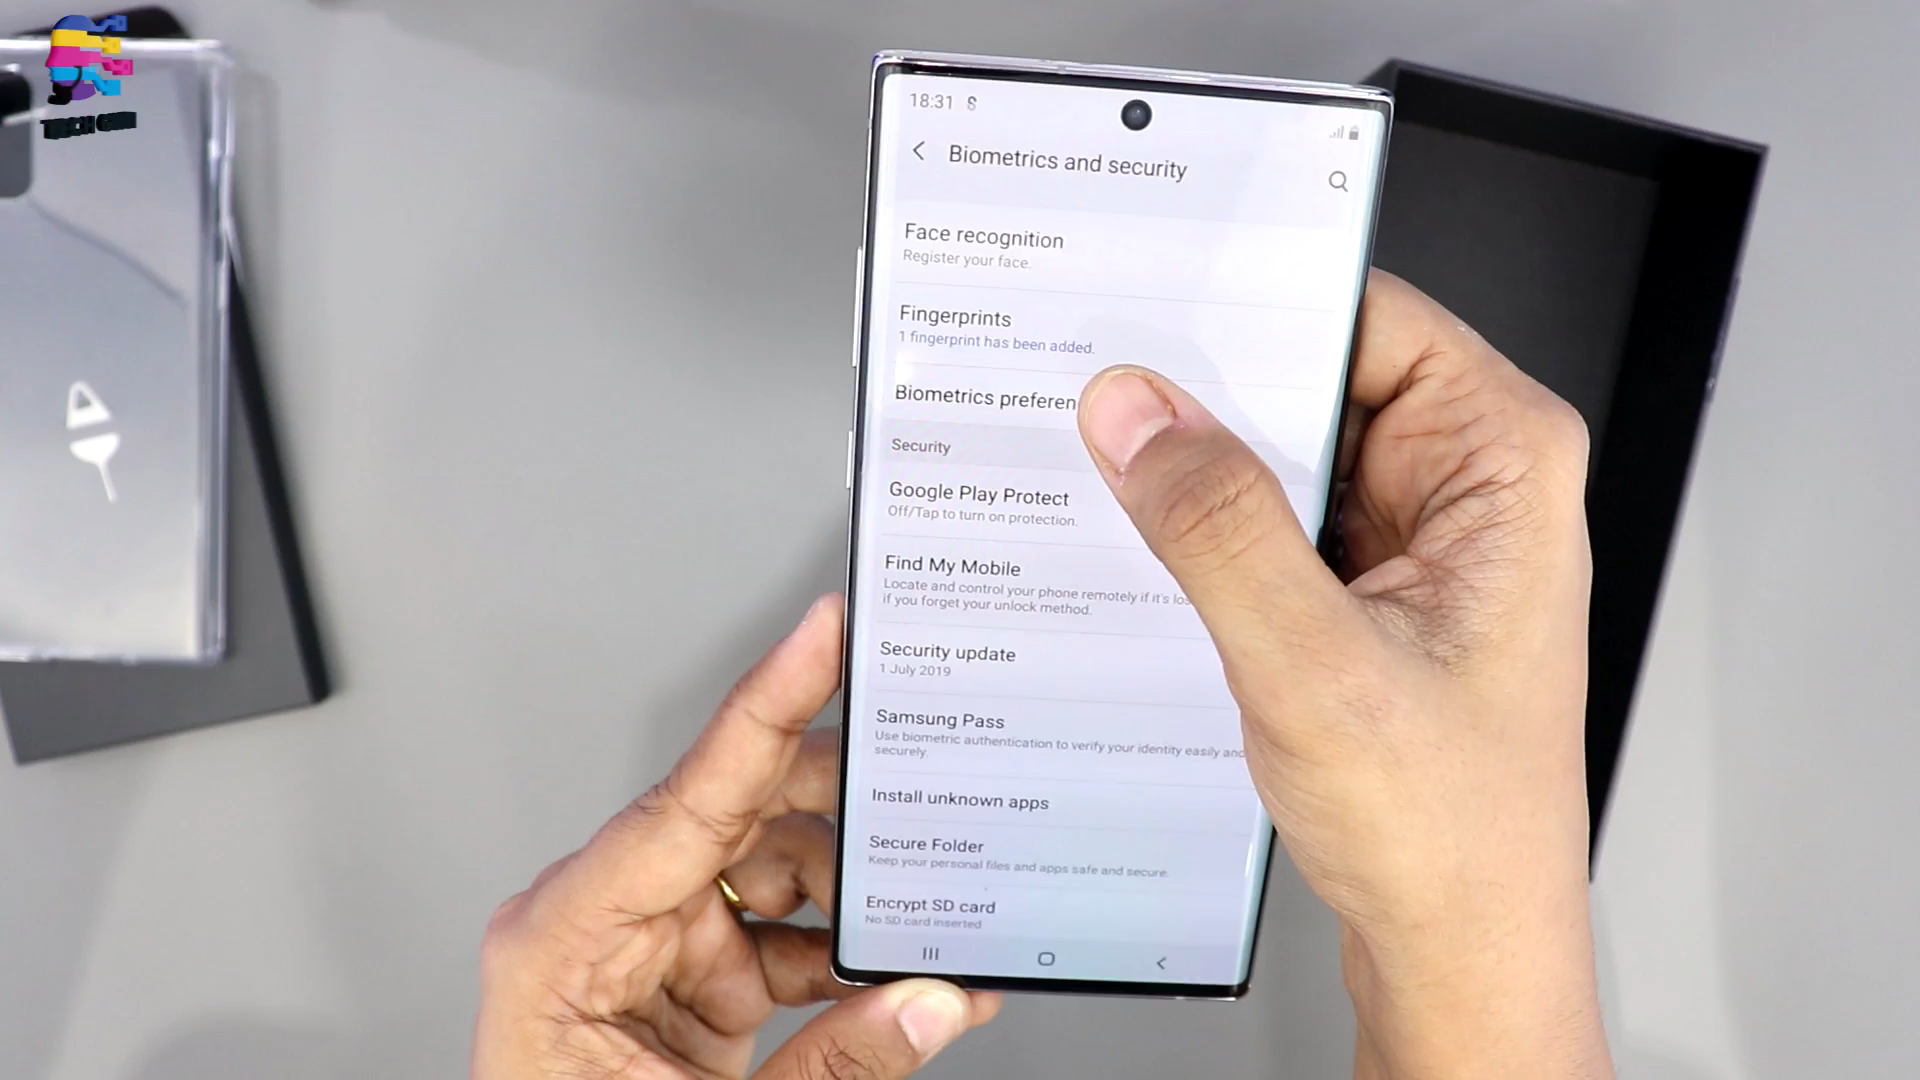 18:31
Biometrics and security
Face recognition
Register your face.
Fingerprints
1 fingerprint has been added.
Biometrics preferen
Security
Google Play Protect
Off/Tap to turn on protection.
Find My Mobile
Locate and control your phone remotely if it's los
if you forget your unlock method.
Security update
1 July 2019
Samsung Pass
Use biometric authentication to verify your identity easily and
securely.
Install unknown apps
Secure Folder
Keep your personal files and apps safe and secure.
Encrypt SD card
No SD card inserted